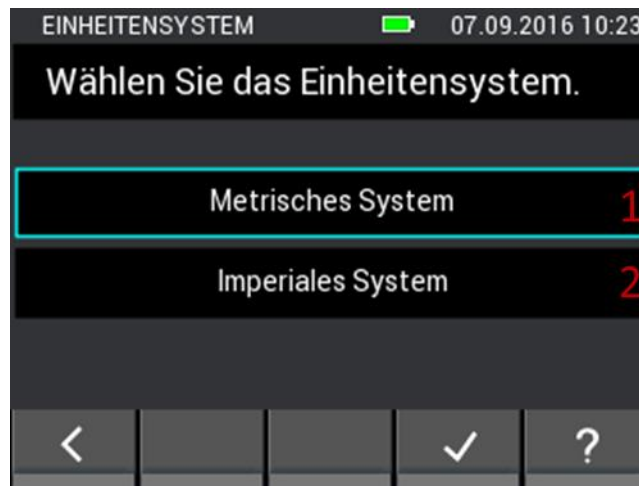 EINHEITENSYSTEM 07.09.2016 10:23
Wählen Sie das Einheitensystem.
Metrisches System 1
Imperiales System 2
?